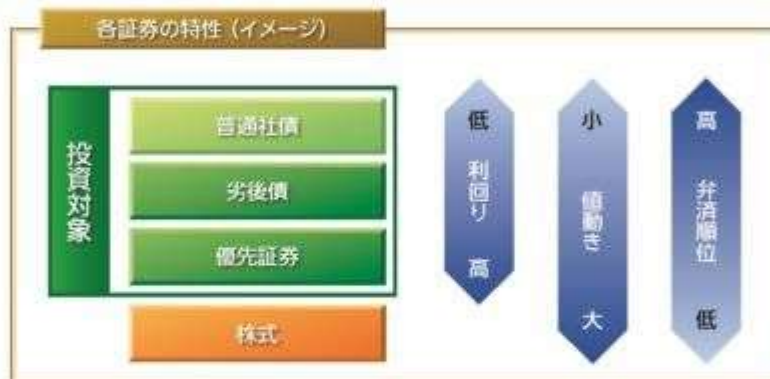 各証券の特性（イメージ）
投資対象
普通社債
劣後債
優先証券
株式
低 利回り 高
小 値動き 大
高 弁済順位 低